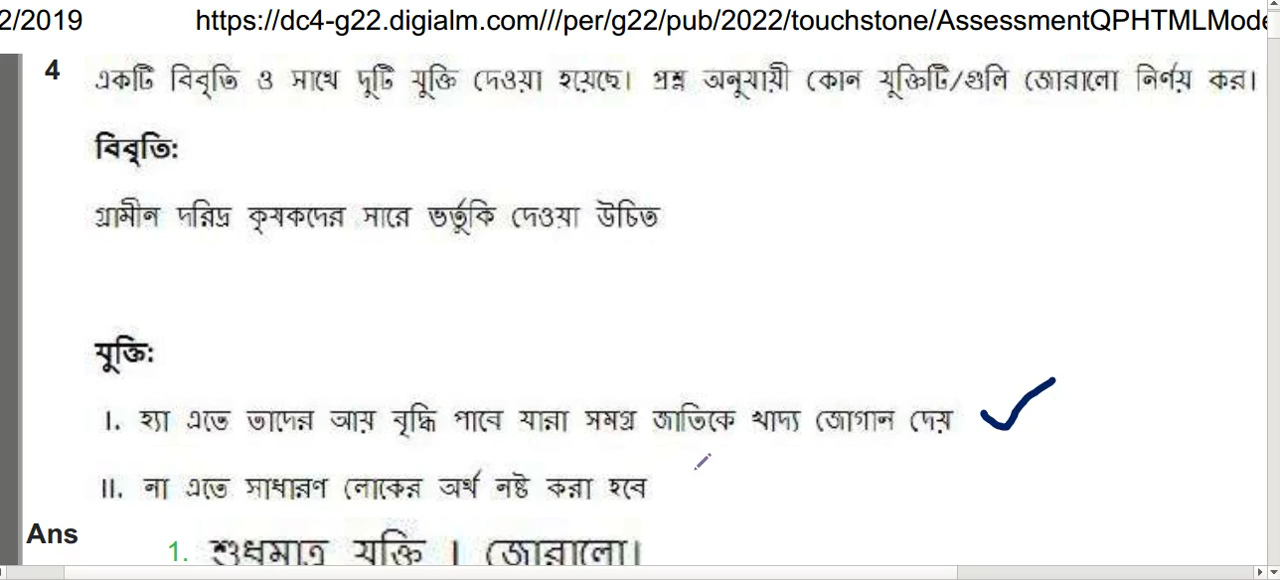 2/2019 https://dc4-g22.digialm.com///per/g22/pub/2022/touchstone/AssessmentQPHTMLMode
4 একটি বিবৃতি ও সাথে দুটি যুক্তি দেওয়া হয়েছে। প্রশ্ন অনুযায়ী কোন যুক্তিটি/গুলি জোরালো নির্ণয় কর।
বিবৃতি:
গ্রামীন দরিদ্র কৃষকদের সারে ভর্তুকি দেওয়া উচিত
যুক্তি:
I. হ্যা এতে তাদের আয় বৃদ্ধি পাবে যারা সমগ্র জাতিকে খাদ্য জোগান দেয়
II. না এতে সাধারণ লোকের অর্থ নষ্ট করা হবে
Ans
1. শুধুমাত্র যুক্তি I জোরালো।